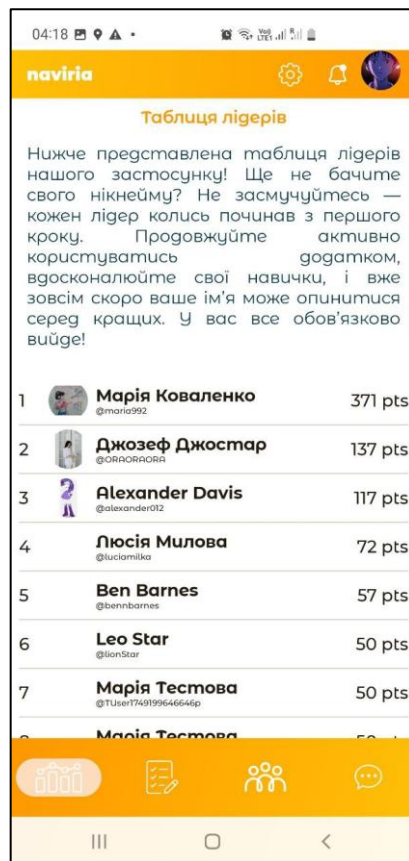 04:18
naviria
Таблиця лідерів
Нижче представлена таблиця лідерів
нашого застосунку! Ще не бачите
свого нікнейму? Не засмучуйтесь —
кожен лідер колись починав з першого
кроку. Продовжуйте активно
користуватись додатком,
вдосконалюйте свої навички, і вже
зовсім скоро ваше ім’я може опинитися
серед кращих. У вас все обов’язково
вийде!
1 Марія Коваленко 371 pts
@maria992
2 Джозеф Джостар 137 pts
@ORAORAORA
3 Alexander Davis 117 pts
@alexander012
4 Люсія Милова 72 pts
@luciamilka
5 Ben Barnes 57 pts
@bennbarnes
6 Leo Star 50 pts
@lionStar
7 Марія Тестова 50 pts
@TUser1749199646646p
Марія Тестова